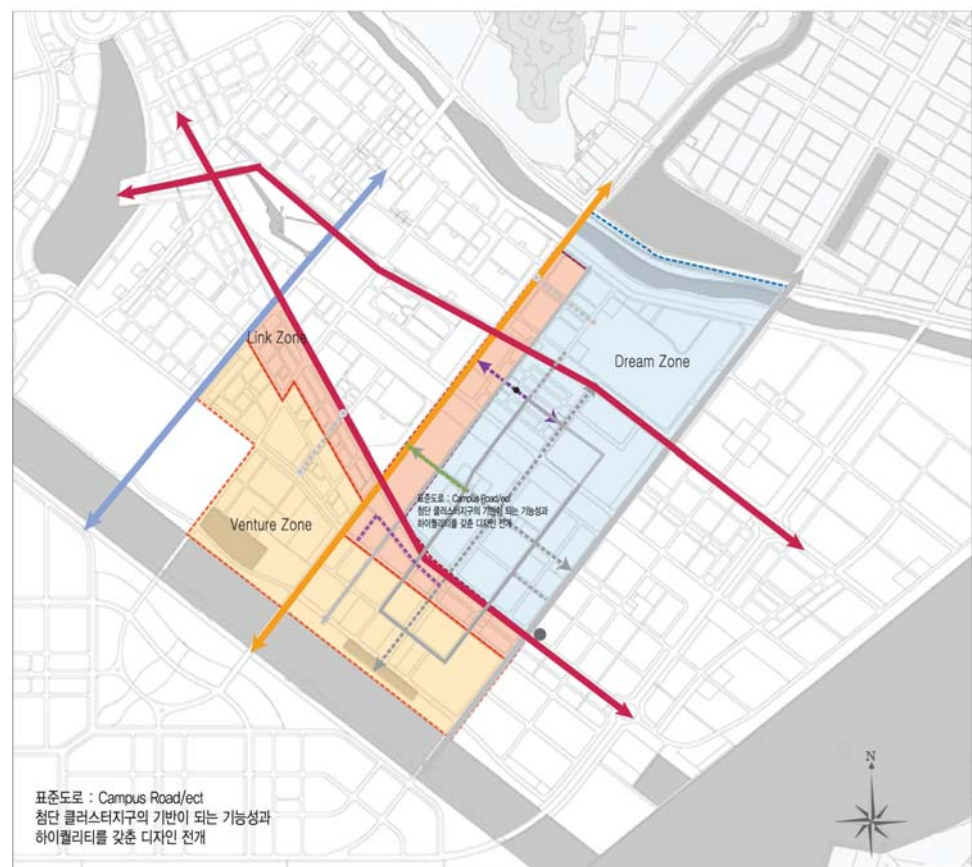 Link Zone
Dream Zone
표준도로 : Campus Road/ect
첨단 클러스터지구의 기반이 되는 기능성과
하이퀄리티를 갖춘 디자인 전개
Venture Zone
N
표준도로 : Campus Road/ect
첨단 클러스터지구의 기반이 되는 기능성과
하이퀄리티를 갖춘 디자인 전개